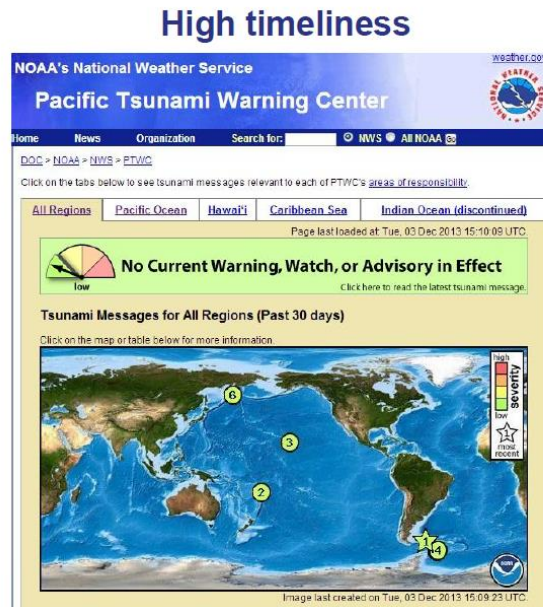 High timeliness
weather.gov
NOAA's National Weather Service
Pacific Tsunami Warning Center
Home News Organization Search for: NWS All NOAA Go
DOC > NOAA > NWS > PTWC
Click on the tabs below to see tsunami messages relevant to each of PTWC's areas of responsibility.
All Regions Pacific Ocean Hawai'i Caribbean Sea Indian Ocean (discontinued)
Page last loaded at: Tue, 03 Dec 2013 15:10:09 UTC.
low
No Current Warning, Watch, or Advisory in Effect
Click here to read the latest tsunami message.
Tsunami Messages for All Regions (Past 30 days)
Click on the map or table below for more information.
high
severity
low
1
most
recent
6
3
2
1
4
NOAA
Image last created on Tue, 03 Dec 2013 15:09:23 UTC.